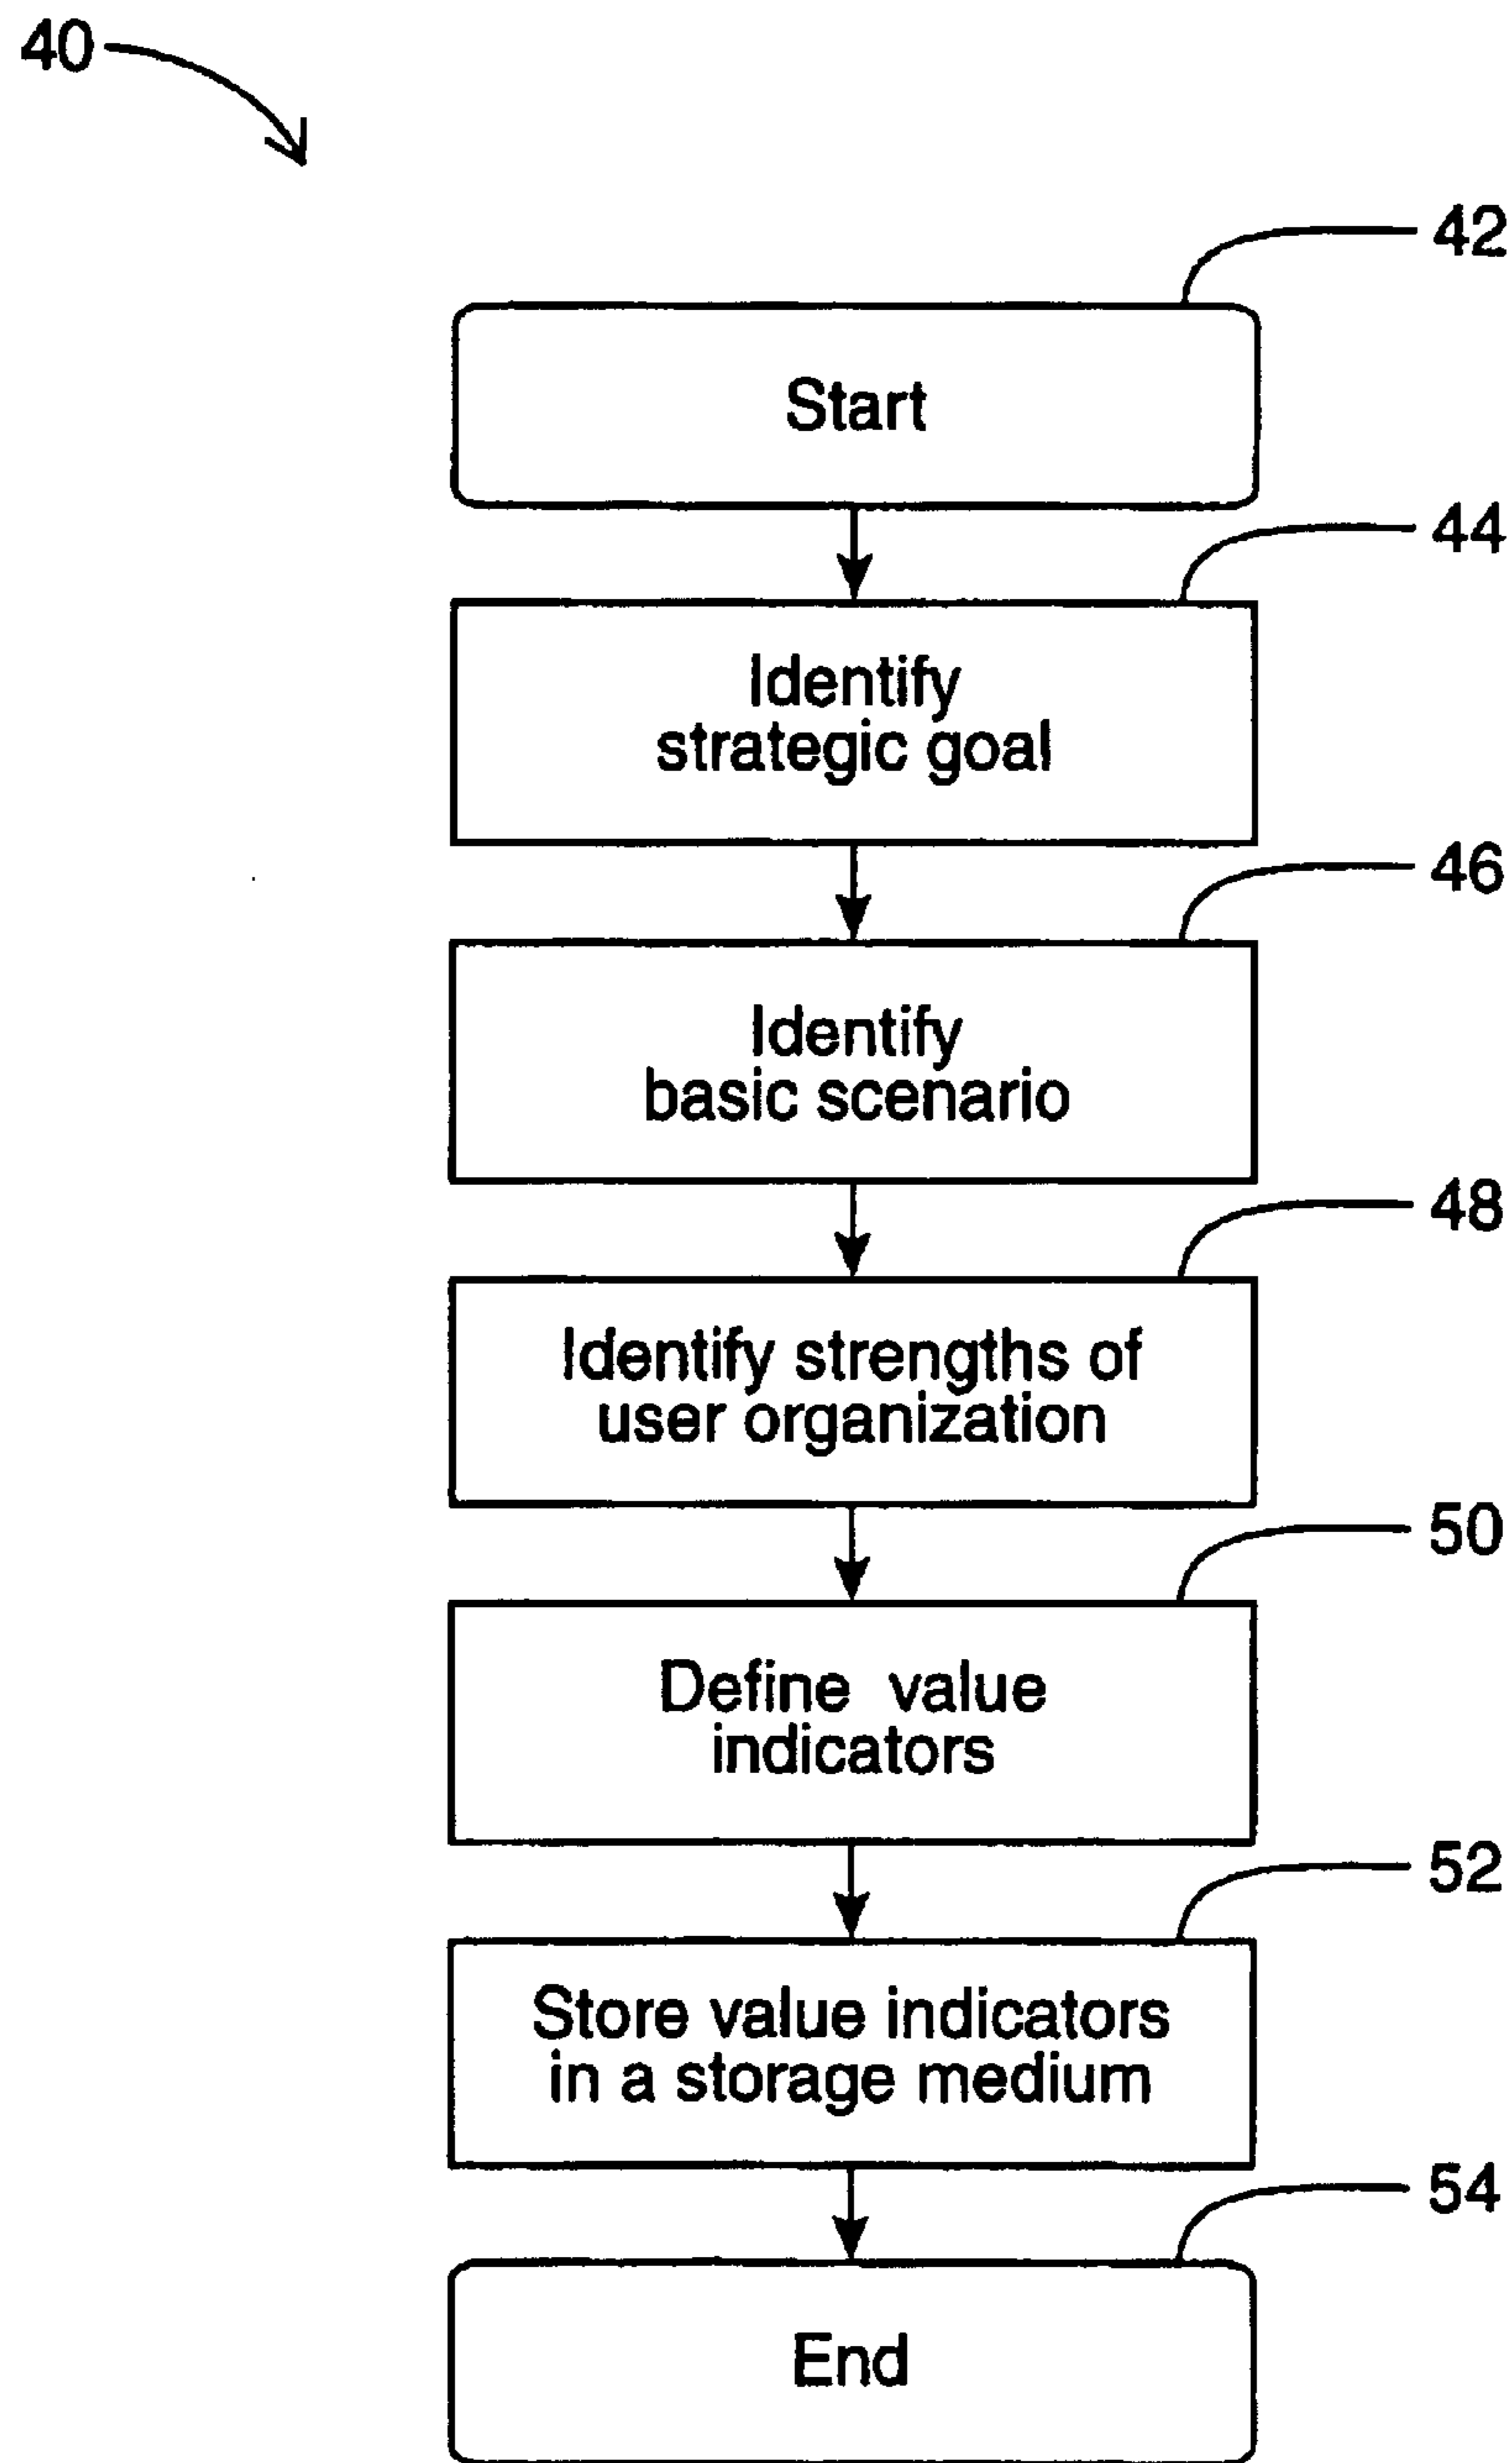 40
42
Start
44
Identify
strategic goal
46
Identify
basic scenario
48
Identify strengths of
user organization
50
Define value
indicators
52
Store value indicators
in a storage medium
54
End